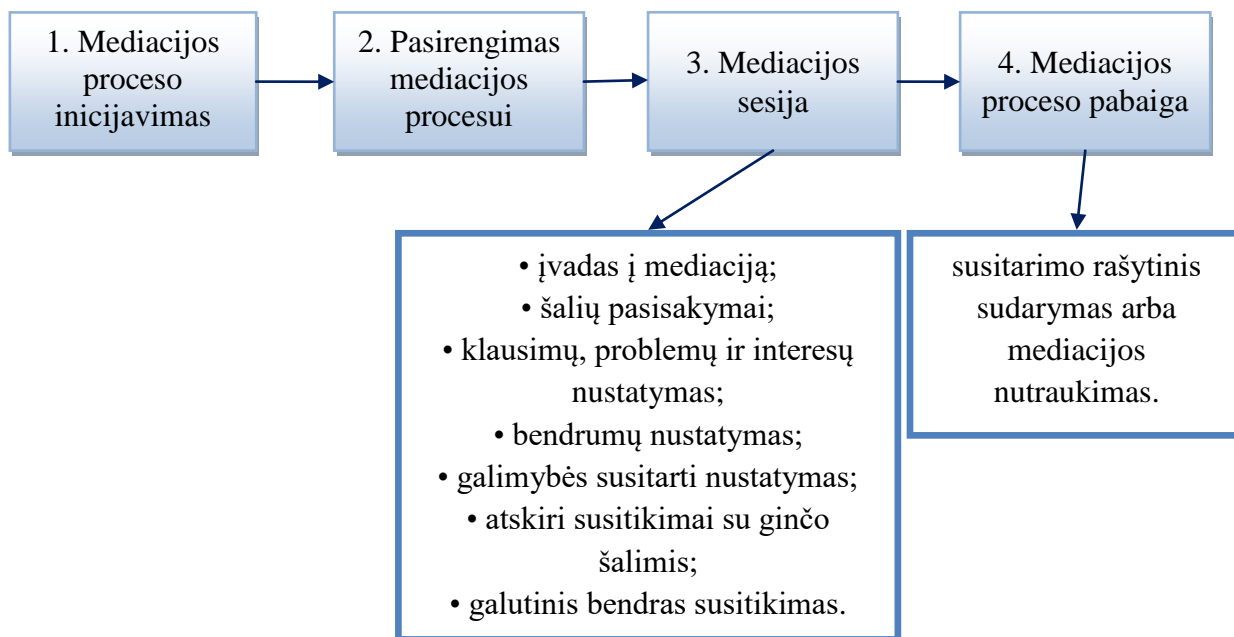 1. Mediacijos
proceso
inicijavimas
2. Pasirengimas
mediacijos
procesui
3. Mediacijos
sesija
4. Mediacijos
proceso pabaiga
• įvadas į mediaciją;
• šalių pasisakymai;
• klausimų, problemų ir interesų
nustatymas;
• bendrumų nustatymas;
• galimybės susitarti nustatymas;
• atskiri susitikimai su ginčo
šalimis;
• galutinis bendras susitikimas.
susitarimo rašytinis
sudarymas arba
mediacijos
nutraukimas.